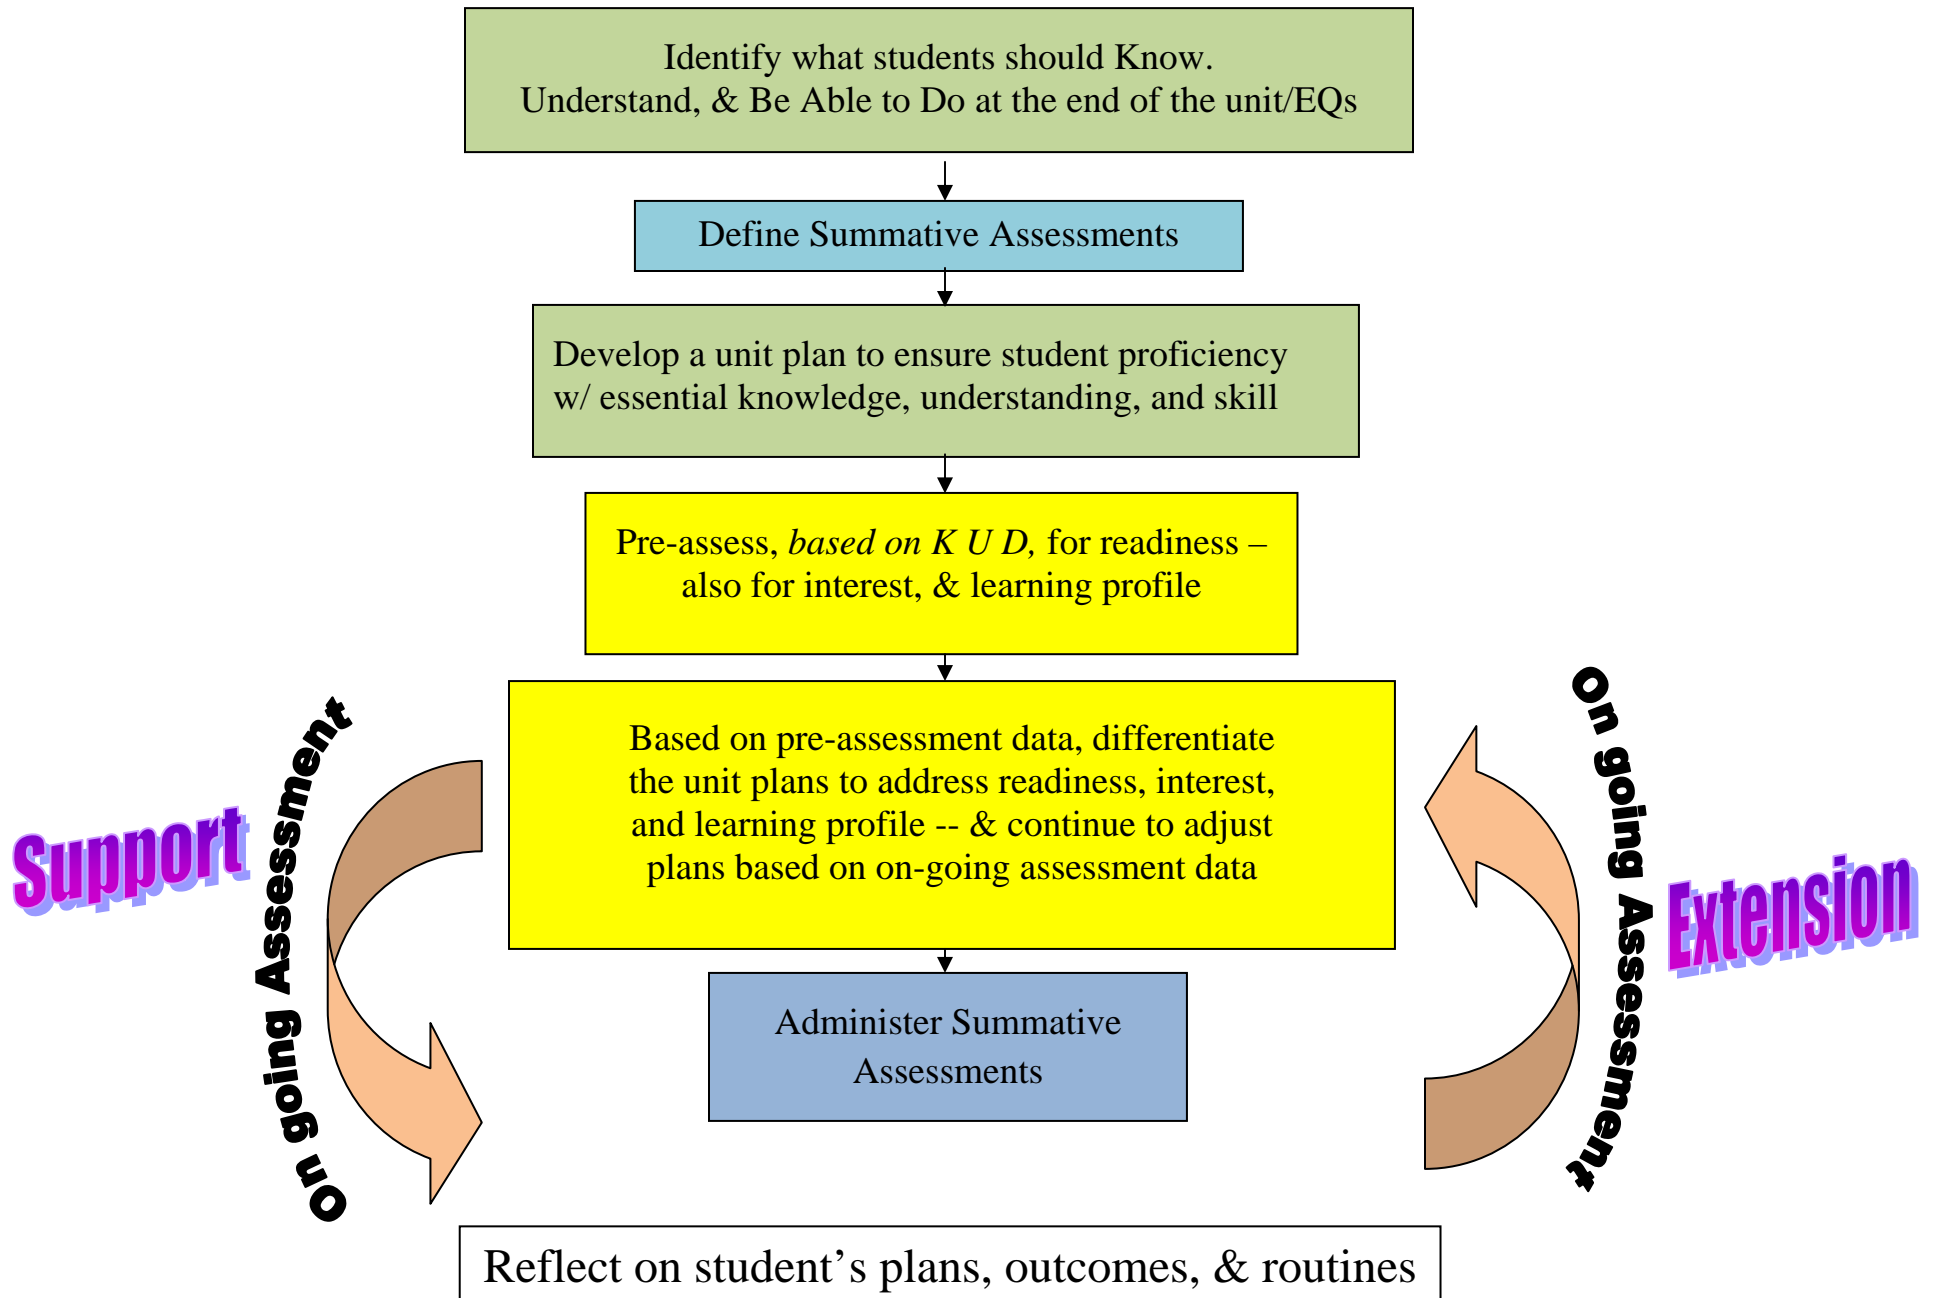 Identify what students should Know.
Understand, & Be Able to Do at the end of the unit/EQs
Define Summative Assessments
Develop a unit plan to ensure student proficiency
w/ essential knowledge, understanding, and skill
Pre-assess, based on K U D, for readiness –
also for interest, & learning profile
Based on pre-assessment data, differentiate
the unit plans to address readiness, interest,
and learning profile -- & continue to adjust
plans based on on-going assessment data
Support
On going Assessment
On going Assessment
Extension
Administer Summative
Assessments
Reflect on student’s plans, outcomes, & routines